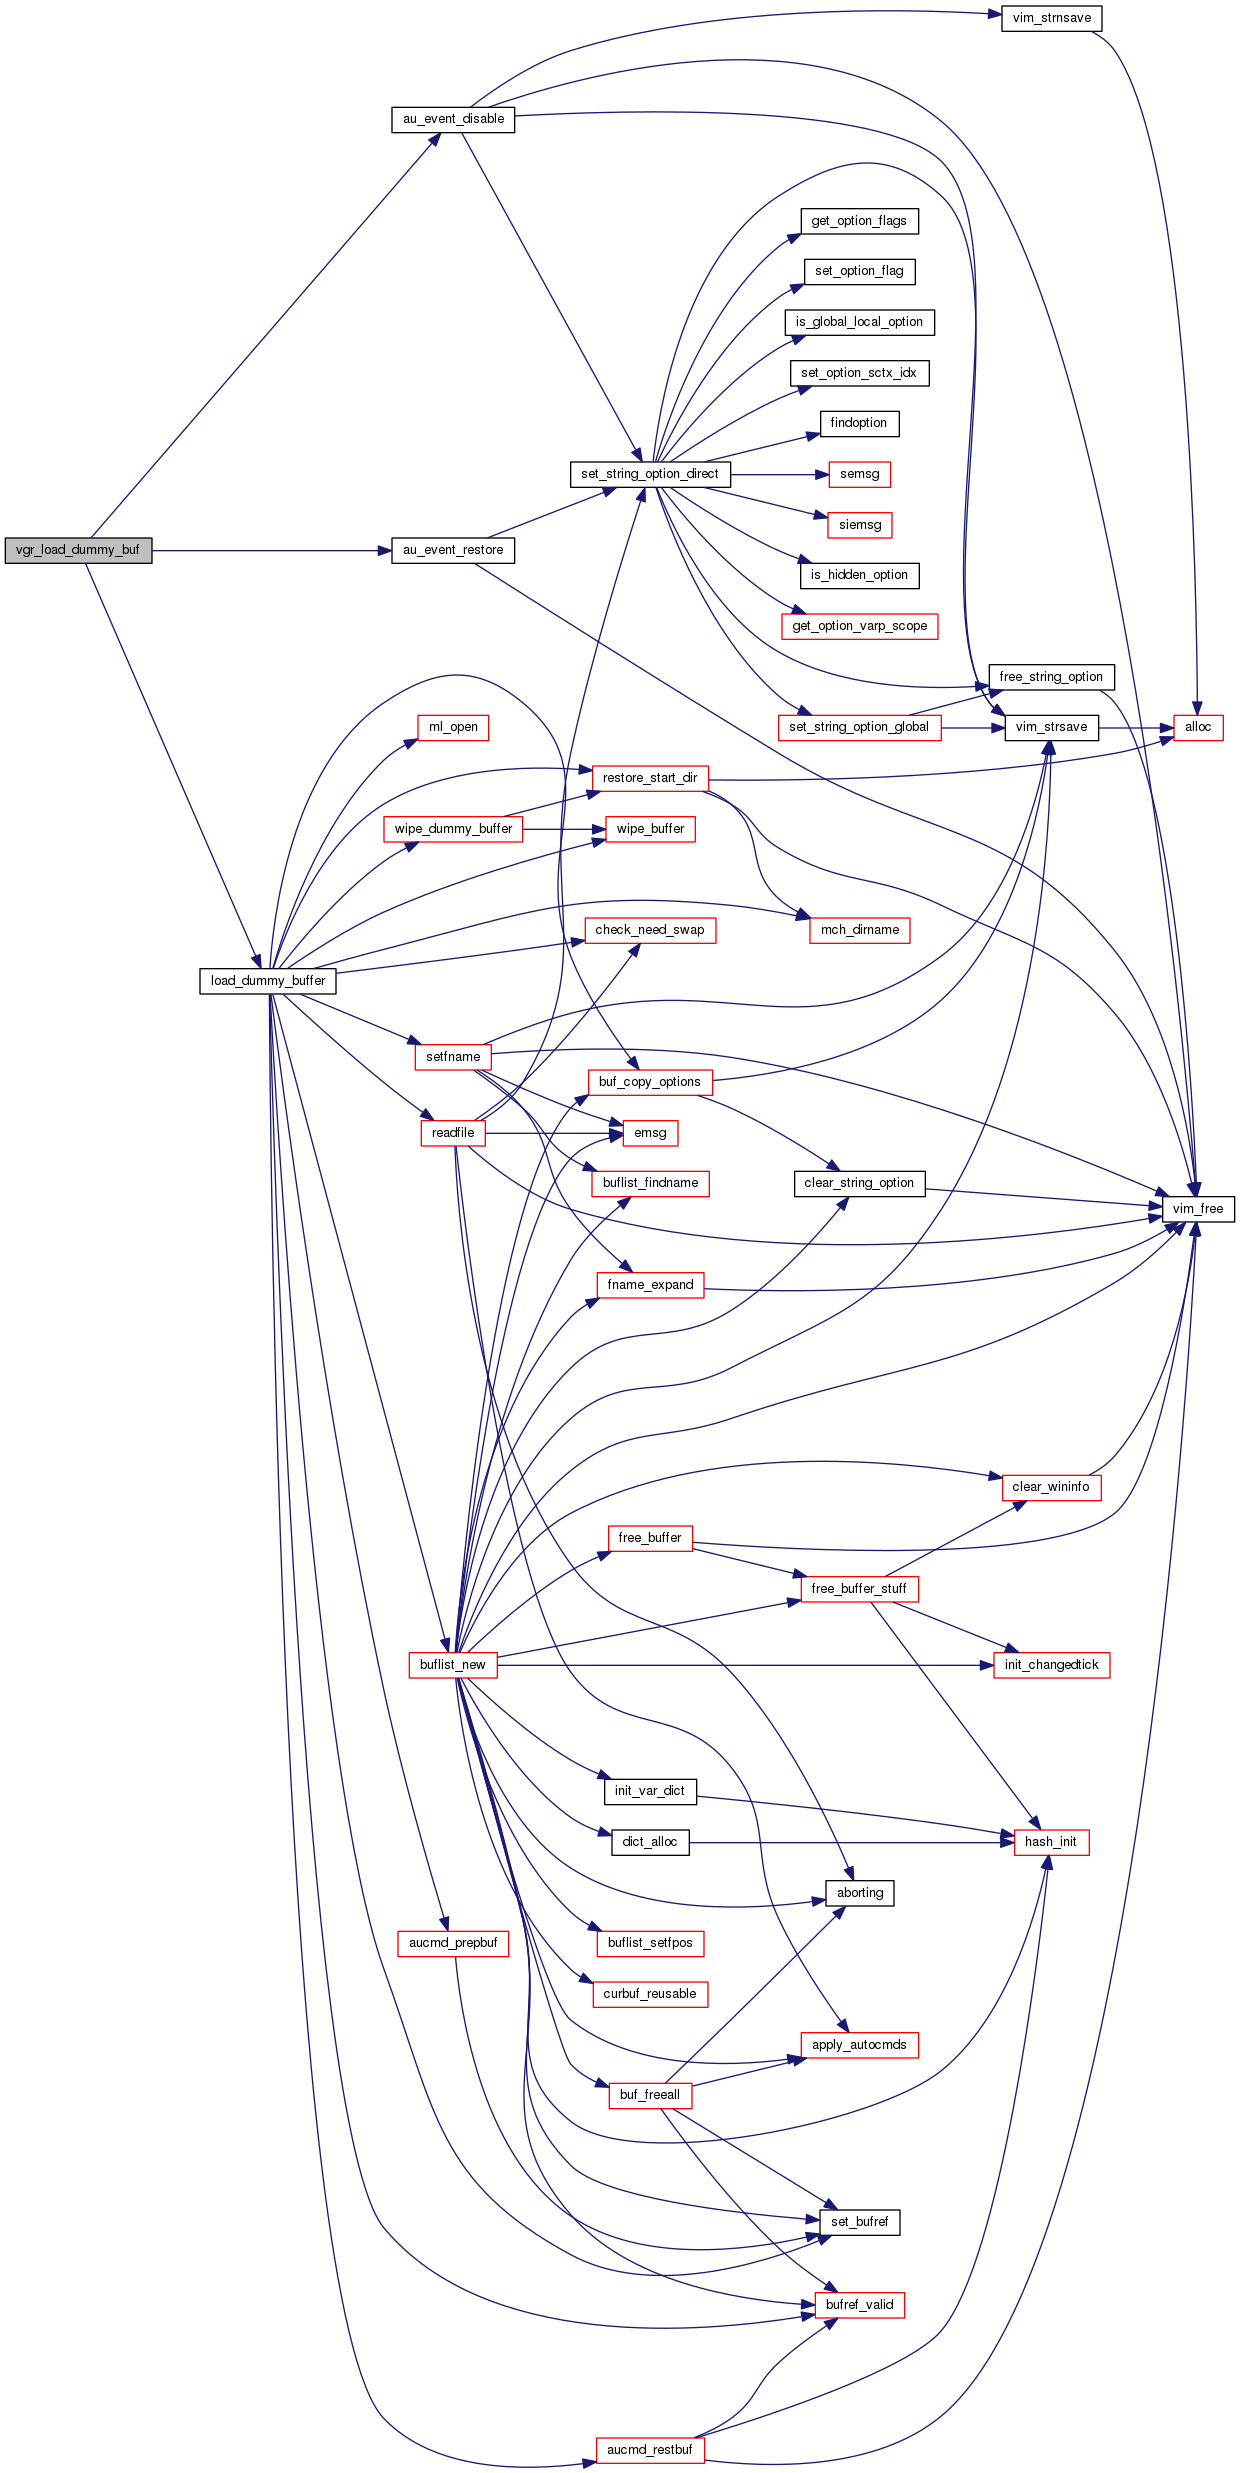 vim_strnsave
au_event_disable
get_option_flags
set_option_flag
is_global_local_option
set_option_sctx_idx
findoption
set_string_option_direct
semsg
siemsg
vgr_load_dummy_buf
au_event_restore
is_hidden_option
get_option_varp_scope
free_string_option
ml_open
set_string_option_global
vim_strsave
alloc
restore_start_dir
wipe_dummy_buffer
wipe_buffer
check_need_swap
mch_dirname
load_dummy_buffer
setfname
buf_copy_options
readfile
emsg
buflist_findname
clear_string_option
vim_free
fname_expand
clear_wininfo
free_buffer
free_buffer_stuff
buflist_new
init_changedtick
init_var_dict
dict_alloc
hash_init
aborting
aucmd_prepbuf
buflist_setfpos
curbuf_reusable
apply_autocmds
buf_freeall
set_bufref
bufref_valid
aucmd_restbuf